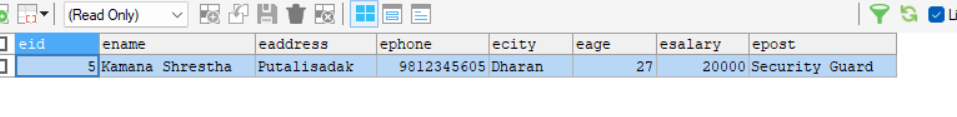 (Read Only) Li
eid ename eaddress ephone ecity eage esalary epost
5 Kamana Shrestha Putalisadak 9812345605 Dharan 27 20000 Security Guard